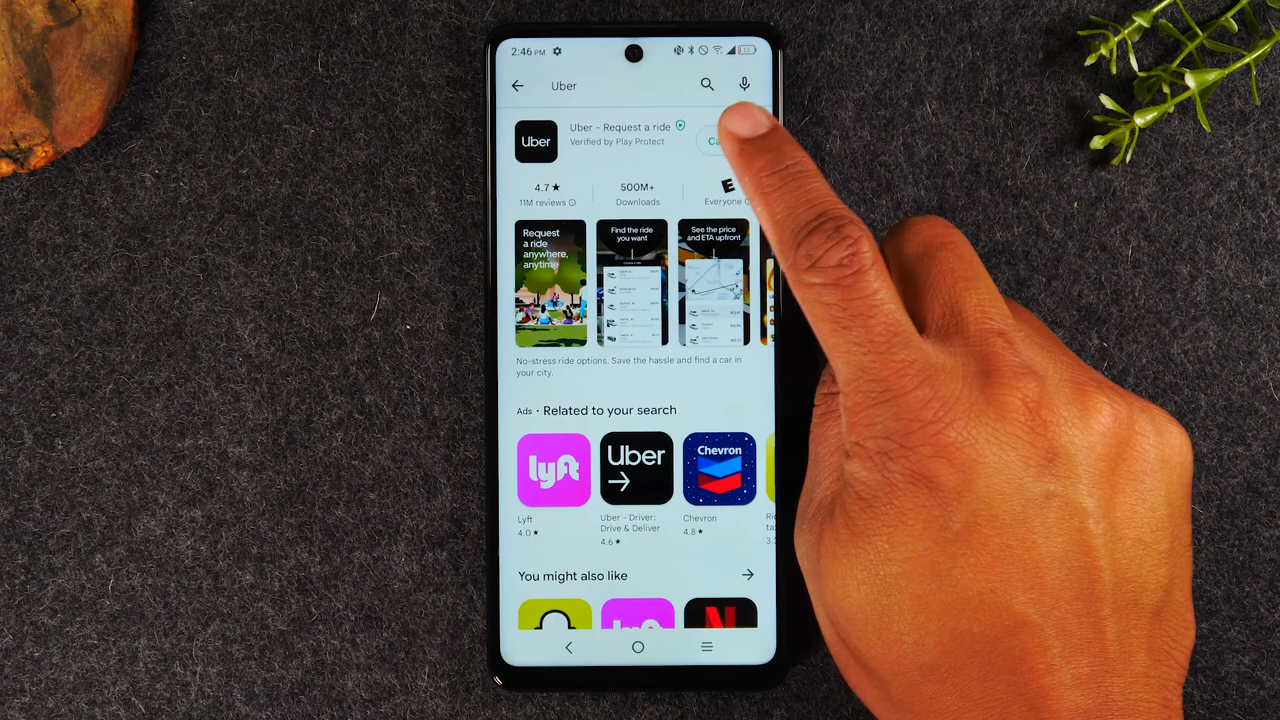 2:46 PM
Uber
Uber
Uber - Request a ride
Verified by Play Protect
4.7 ★
11M reviews
500M+
Downloads
E
Everyone
Request
a ride
anywhere,
anytime
Find the ride
you want
See the price
and ETA upfront
No-stress ride options. Save the hassle and find a car in
your city.
Ads • Related to your search
lyft
Uber
Chevron
Lyft
4.0 ★
Uber - Driver:
Drive & Deliver
4.6 ★
Chevron
4.8 ★
You might also like